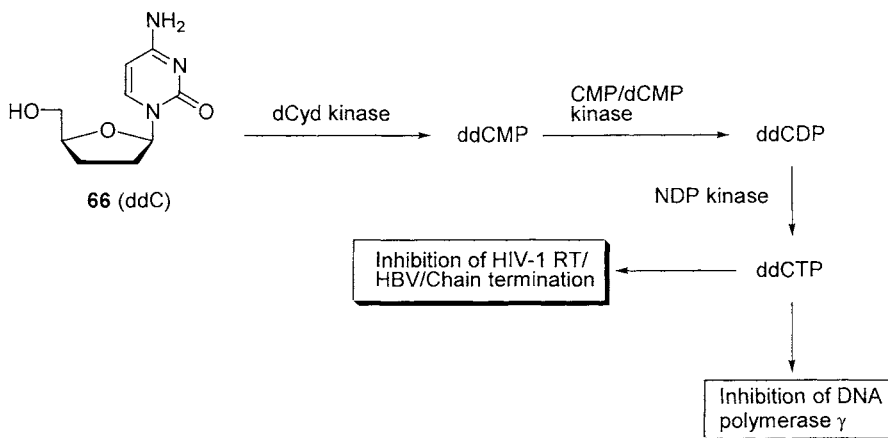 NH2
N
HO
O
N
O
66 (ddC)
dCyd kinase
ddCMP
CMP/dCMP
kinase
ddCDP
NDP kinase
ddCTP
Inhibition of HIV-1 RT/
HBV/Chain termination
Inhibition of DNA
polymerase γ